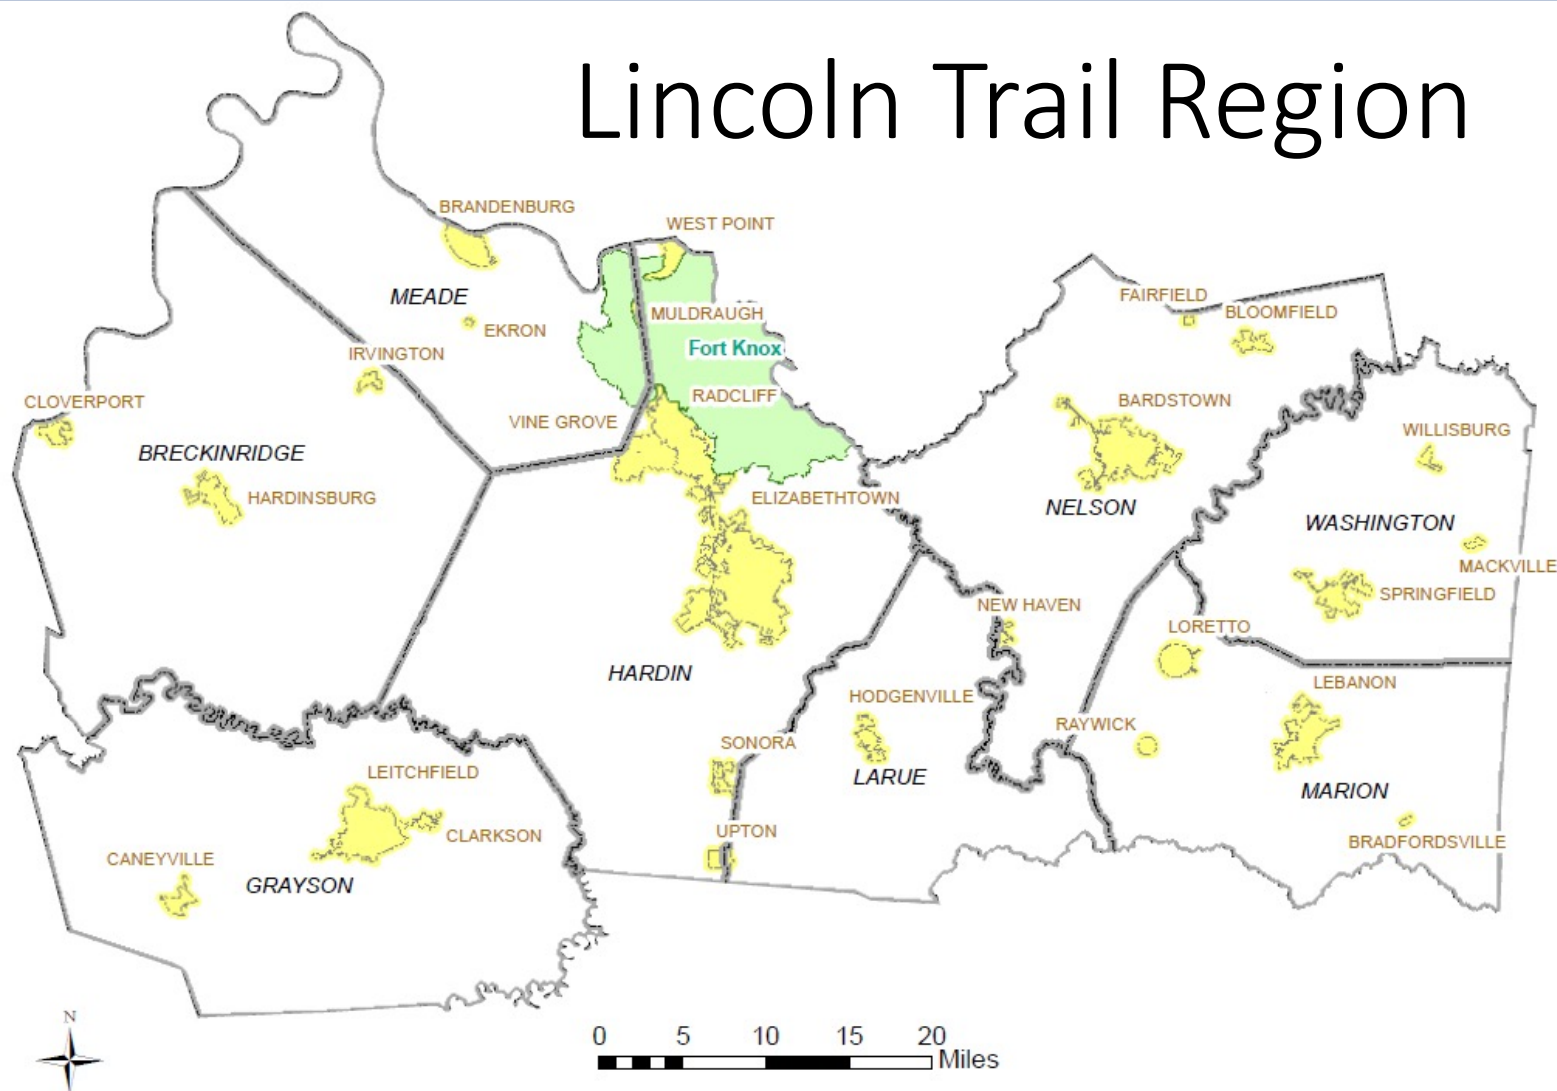 Lincoln Trail Region
BRANDENBURG
WEST POINT
MEADE
FAIRFIELD
MULDRAUGH
BLOOMFIELD
EKRON
Fort Knox
IRVINGTON
RADCLIFF
CLOVERPORT
BARDSTOWN
VINE GROVE
WILLISBURG
BRECKINRIDGE
HARDINSBURG
ELIZABETHTOWN
NELSON
WASHINGTON
MACKVILLE
SPRINGFIELD
NEW HAVEN
LORETTO
HARDIN
LEBANON
HODGENVILLE
RAYWICK
SONORA
LEITCHFIELD
LARUE
MARION
UPTON
CLARKSON
BRADFORDSVILLE
CANEYVILLE
GRAYSON
N
0 5 10 15 20
Miles